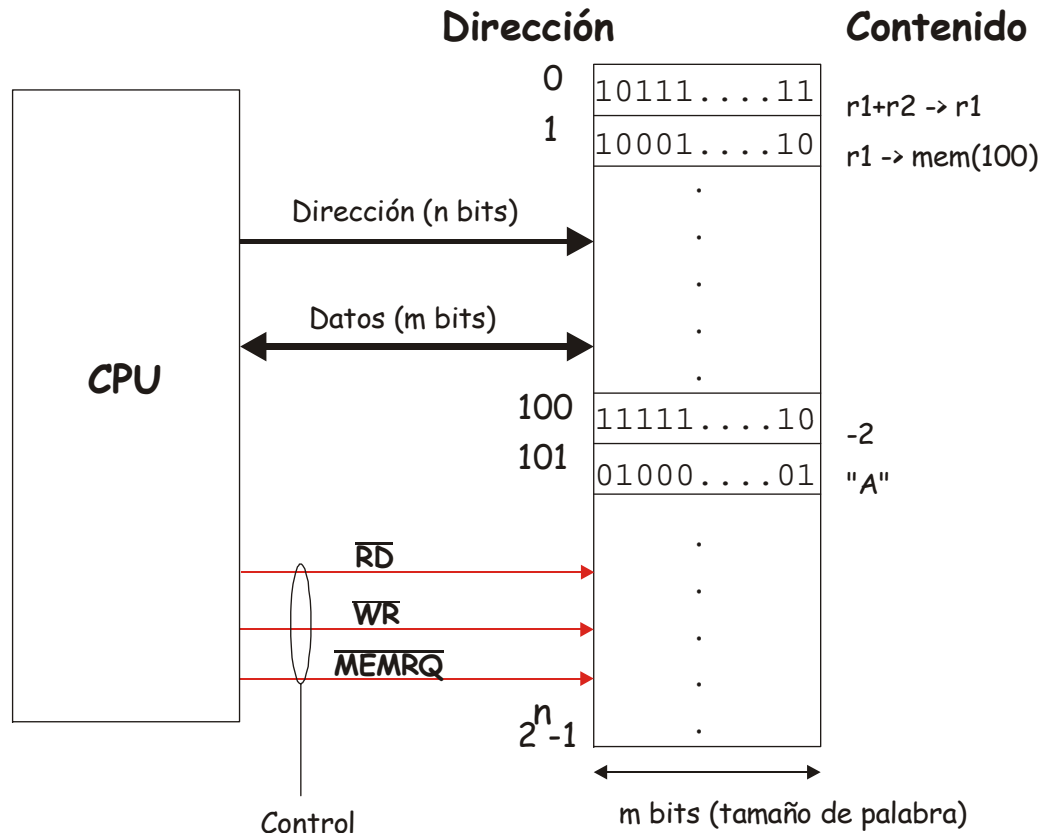 Dirección
Contenido
0
10111....11
r1+r2 -> r1
1
10001....10
r1 -> mem(100)
Dirección (n bits)
Datos (m bits)
CPU
100
11111....10
-2
101
01000....01
"A"
RD
WR
MEMRQ
2ⁿ-1
Control
m bits (tamaño de palabra)